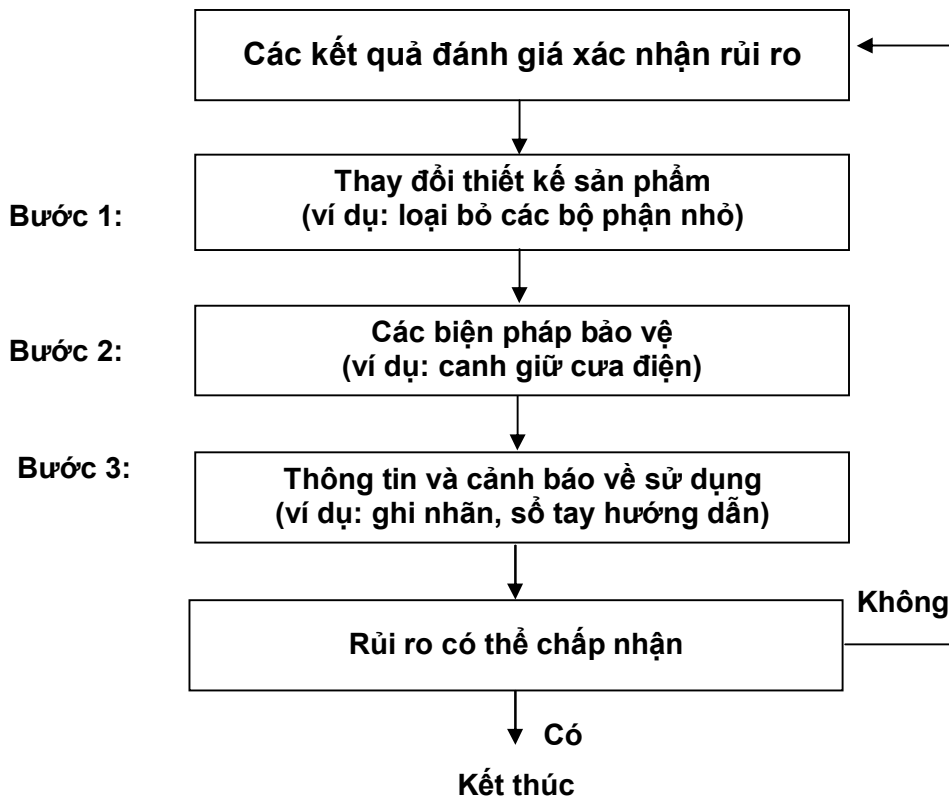 Các kết quả đánh giá xác nhận rủi ro
Bước 1:
Thay đổi thiết kế sản phẩm
(ví dụ: loại bỏ các bộ phận nhỏ)
Bước 2:
Các biện pháp bảo vệ
(ví dụ: canh giữ cưa điện)
Bước 3:
Thông tin và cảnh báo về sử dụng
(ví dụ: ghi nhãn, sổ tay hướng dẫn)
Không
Rủi ro có thể chấp nhận
Có
Kết thúc